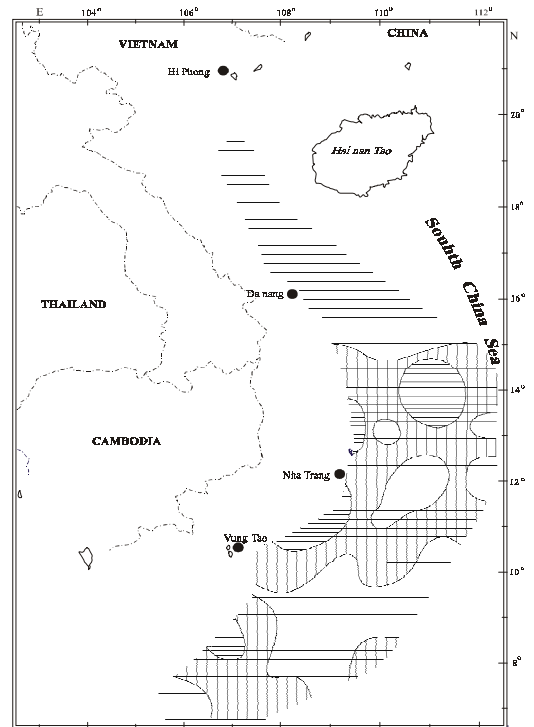 E 104° 106° 108° 110° 112°
N
VIETNAM
CHINA
Hi Phong
20°
Hai nan Tao
18°
Souhth China Sea
THAILAND
Da nang
16°
14°
CAMBODIA
Nha Trang
12°
Vung Tao
10°
8°